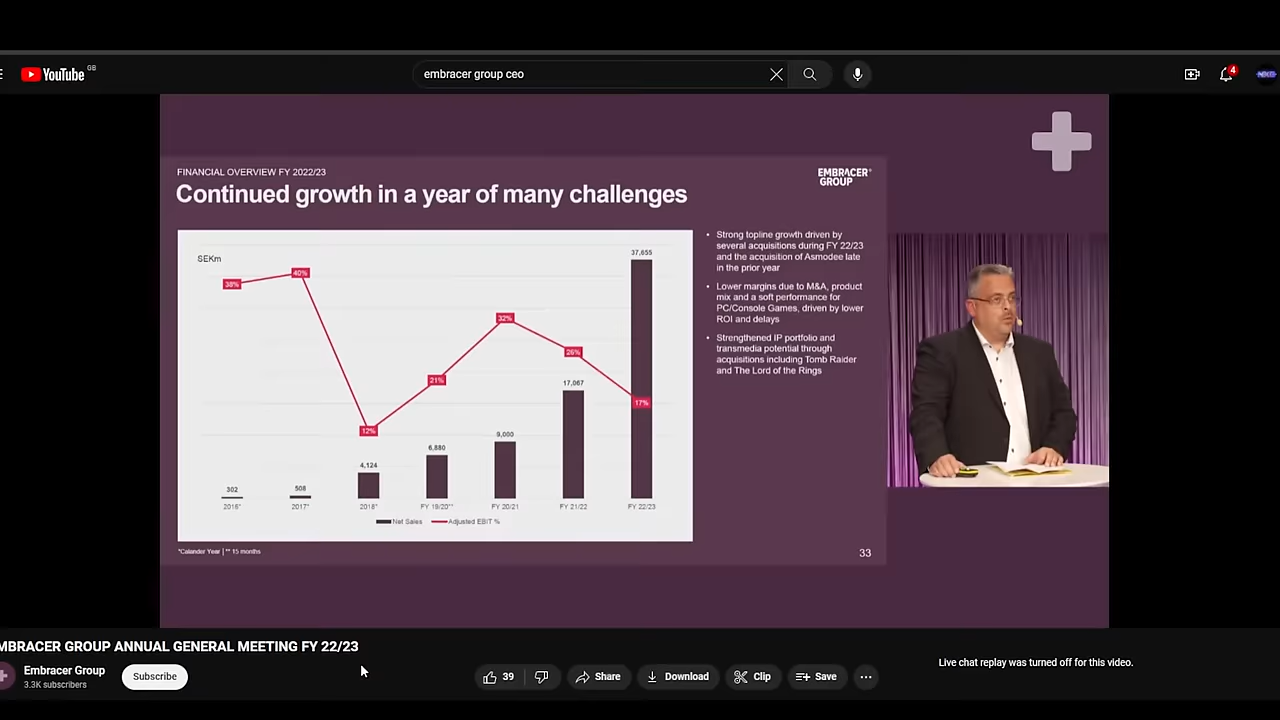 YouTube GB
embracer group ceo
4
FINANCIAL OVERVIEW FY 2022/23
Continued growth in a year of many challenges
EMBRACER+
GROUP
SEKm
38%
40%
12%
21%
32%
26%
17%
302
508
4,124
6,880
9,000
17,067
37,655
2016*
2017*
2018*
FY 19/20**
FY 20/21
FY 21/22
FY 22/23
Net Sales
Adjusted EBIT %
*Calander Year | ** 15 months
• Strong topline growth driven by
several acquisitions during FY 22/23
and the acquisition of Asmodee late
in the prior year
• Lower margins due to M&A, product
mix and a soft performance for
PC/Console Games, driven by lower
ROI and delays
• Strengthened IP portfolio and
transmedia potential through
acquisitions including Tomb Raider
and The Lord of the Rings
33
MBRACER GROUP ANNUAL GENERAL MEETING FY 22/23
Embracer Group
3.3K subscribers
Subscribe
39
Share
Download
Clip
Save
Live chat replay was turned off for this video.